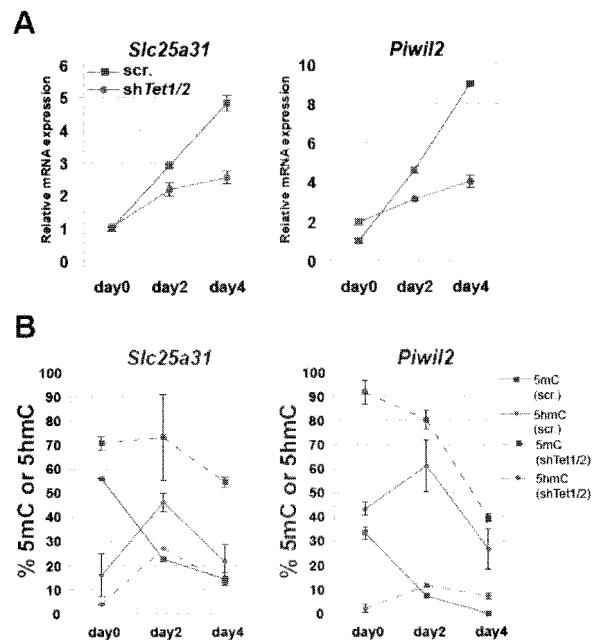 A
Slc25a31
Piwil2
Relative mRNA expression
6
5
4
3
2
1
0
scr.
shTet1/2
day0 day2 day4
Relative mRNA expression
10
8
6
4
2
0
day0 day2 day4
B
Slc25a31
Piwil2
% 5mC or 5hmC
100
90
80
70
60
50
40
30
20
10
0
day0 day2 day4
% 5mC or 5hmC
100
90
80
70
60
50
40
30
20
10
0
day0 day2 day4
5mC
(scr.)
5hmC
(scr.)
5mC
(shTet1/2)
5hmC
(shTet1/2)